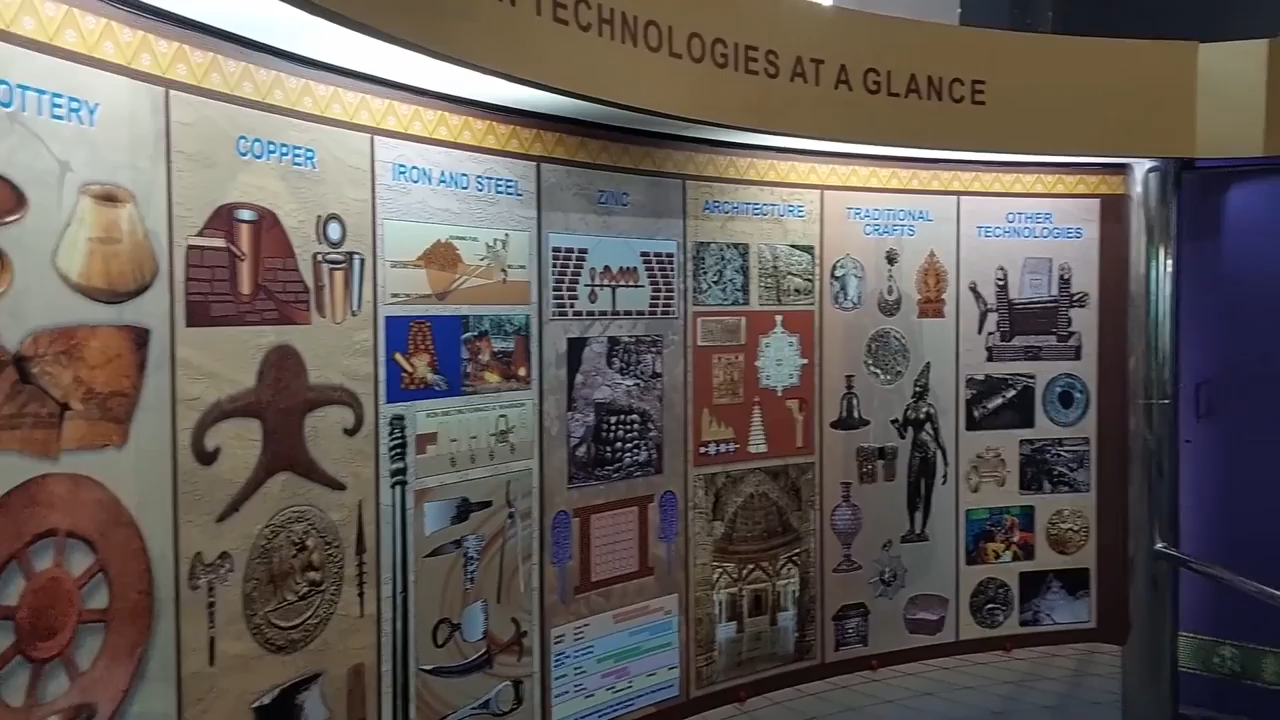 TECHNOLOGIES AT A GLANCE
OTTERY
COPPER
IRON AND STEEL
ZINC
ARCHITECTURE
TRADITIONAL
CRAFTS
OTHER
TECHNOLOGIES